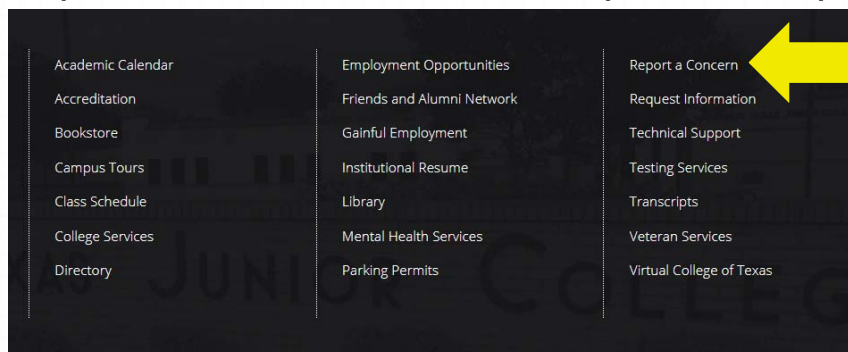 Academic Calendar
Accreditation
Bookstore
Campus Tours
Class Schedule
College Services
Directory
Employment Opportunities
Friends and Alumni Network
Gainful Employment
Institutional Resume
Library
Mental Health Services
Parking Permits
Report a Concern
Request Information
Technical Support
Testing Services
Transcripts
Veteran Services
Virtual College of Texas
JUNIOR COLLEG